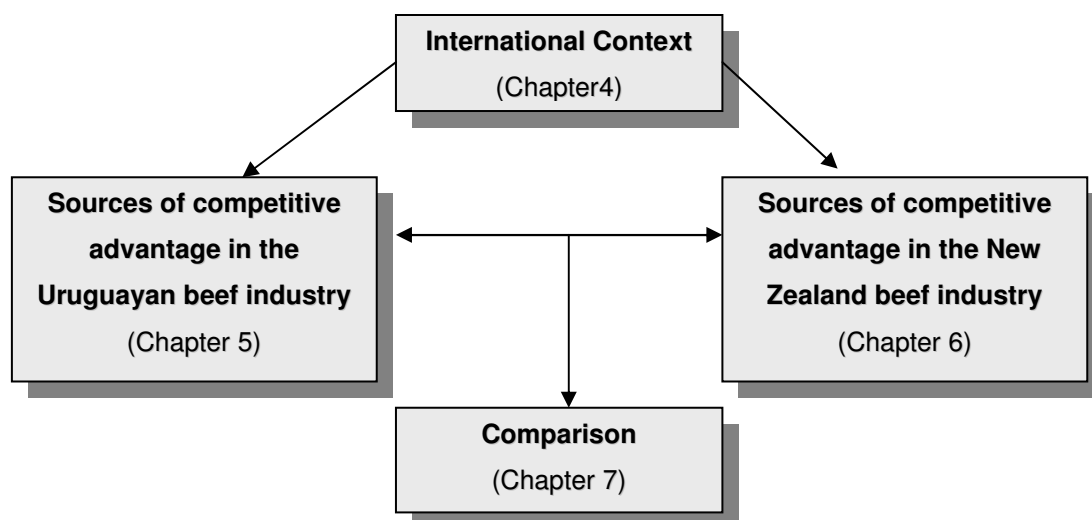 International Context
(Chapter4)
Sources of competitive
advantage in the
Uruguayan beef industry
(Chapter 5)
Sources of competitive
advantage in the New
Zealand beef industry
(Chapter 6)
Comparison
(Chapter 7)